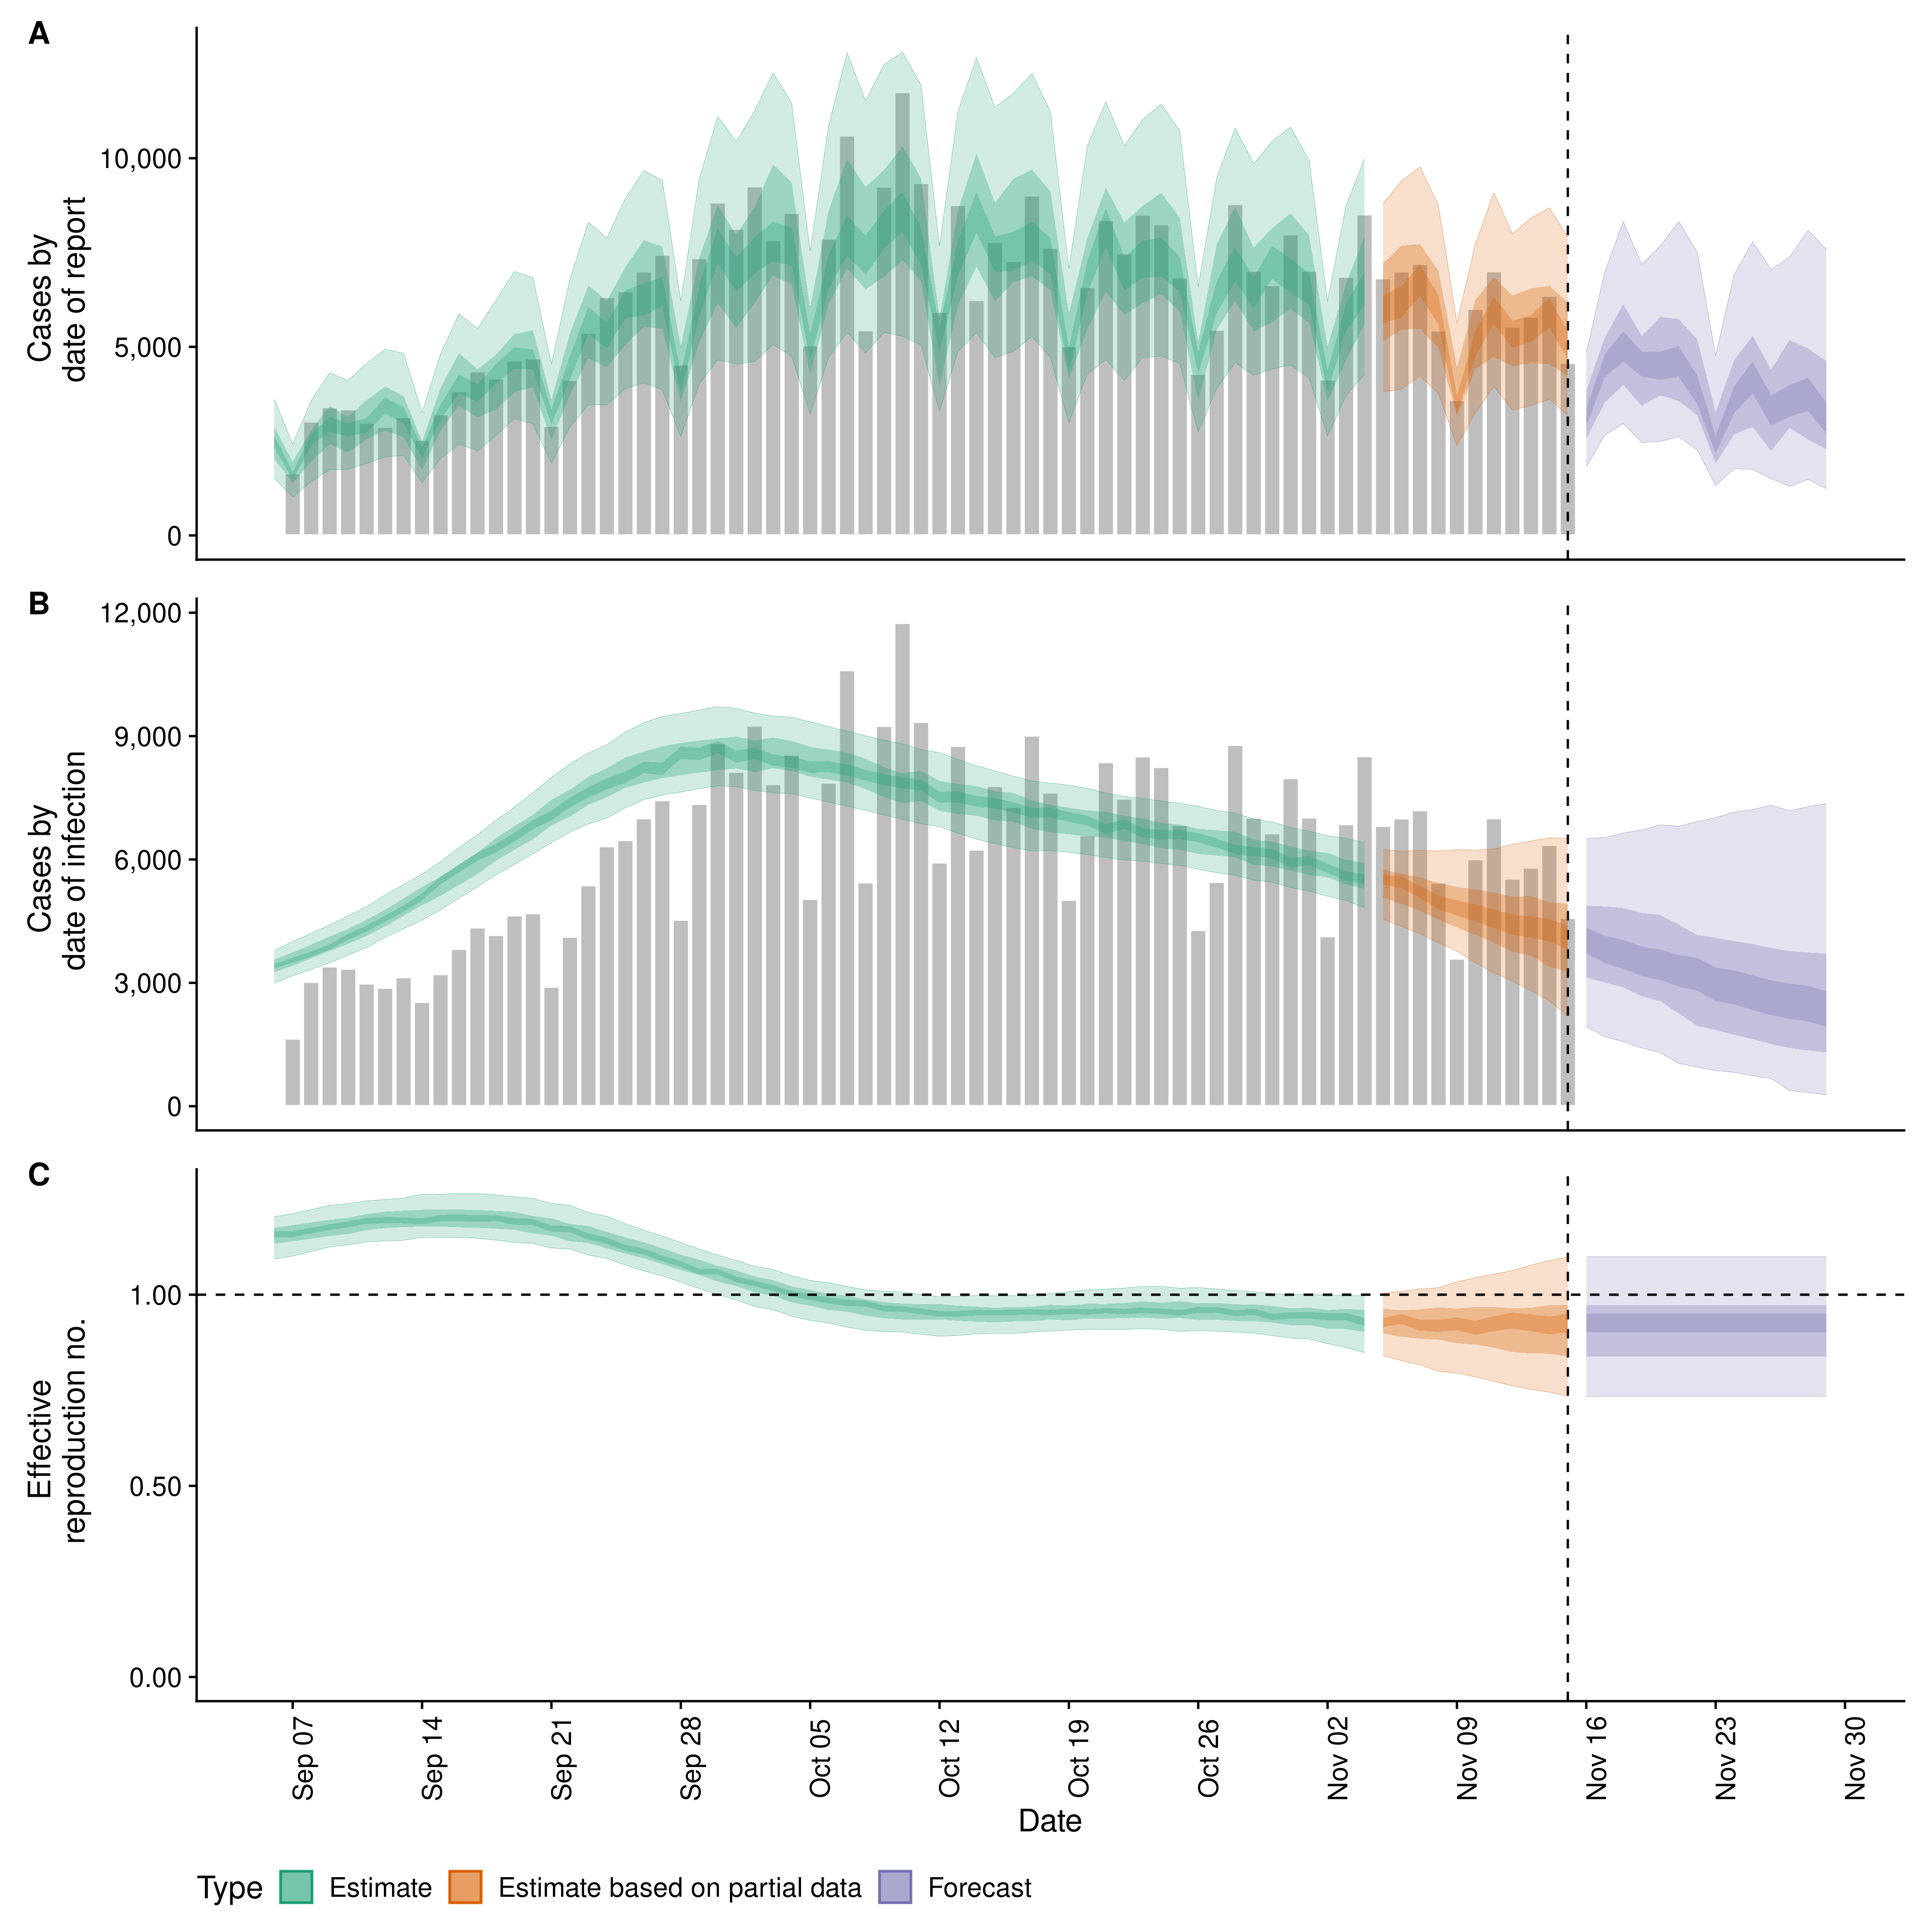 A
Cases by
date of report
10,000
5,000
0
B
Cases by
date of infection
12,000
9,000
6,000
3,000
0
C
Effective
reproduction no.
1.00
0.50
0.00
Sep 07
Sep 14
Sep 21
Sep 28
Oct 05
Oct 12
Oct 19
Oct 26
Nov 02
Nov 09
Nov 16
Nov 23
Nov 30
Date
Type Estimate Estimate based on partial data Forecast